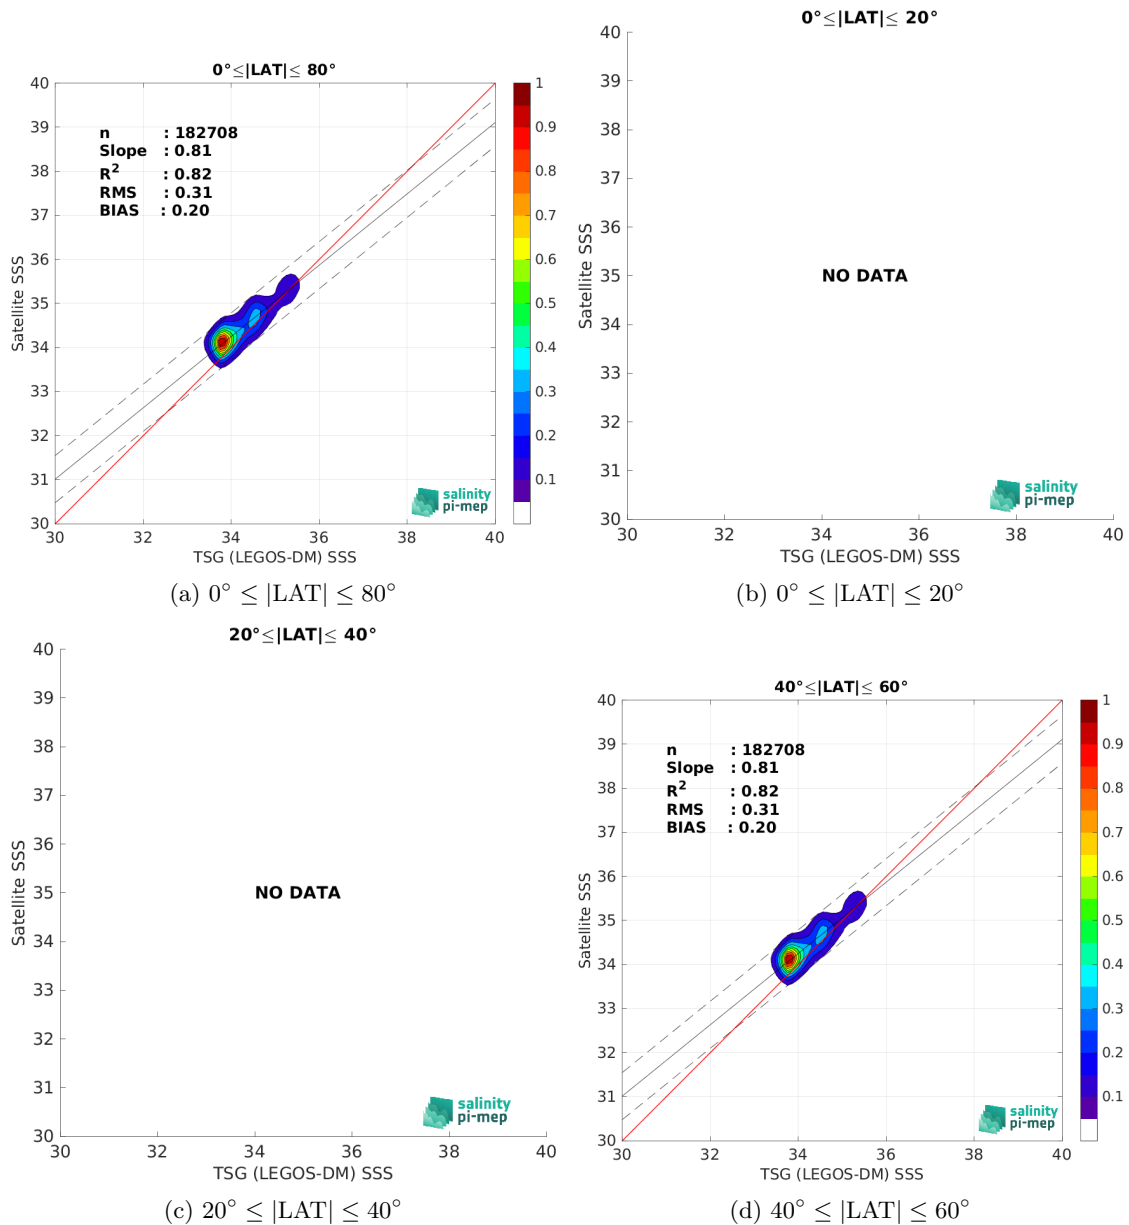 0°≤|LAT|≤ 80°
40
39
38
37
36
35
34
33
32
31
30
Satellite SSS
n : 182708
Slope : 0.81
R² : 0.82
RMS : 0.31
BIAS : 0.20
salinity
pi-mep
30 32 34 36 38 40
TSG (LEGOS-DM) SSS
1
0.9
0.8
0.7
0.6
0.5
0.4
0.3
0.2
0.1
(a) 0° ≤ |LAT| ≤ 80°
0°≤|LAT|≤ 20°
40
39
38
37
36
35
34
33
32
31
30
Satellite SSS
NO DATA
salinity
pi-mep
30 32 34 36 38 40
TSG (LEGOS-DM) SSS
(b) 0° ≤ |LAT| ≤ 20°
20°≤|LAT|≤ 40°
40
39
38
37
36
35
34
33
32
31
30
Satellite SSS
NO DATA
salinity
pi-mep
30 32 34 36 38 40
TSG (LEGOS-DM) SSS
(c) 20° ≤ |LAT| ≤ 40°
40°≤|LAT|≤ 60°
40
39
38
37
36
35
34
33
32
31
30
Satellite SSS
n : 182708
Slope : 0.81
R² : 0.82
RMS : 0.31
BIAS : 0.20
salinity
pi-mep
30 32 34 36 38 40
TSG (LEGOS-DM) SSS
1
0.9
0.8
0.7
0.6
0.5
0.4
0.3
0.2
0.1
(d) 40° ≤ |LAT| ≤ 60°